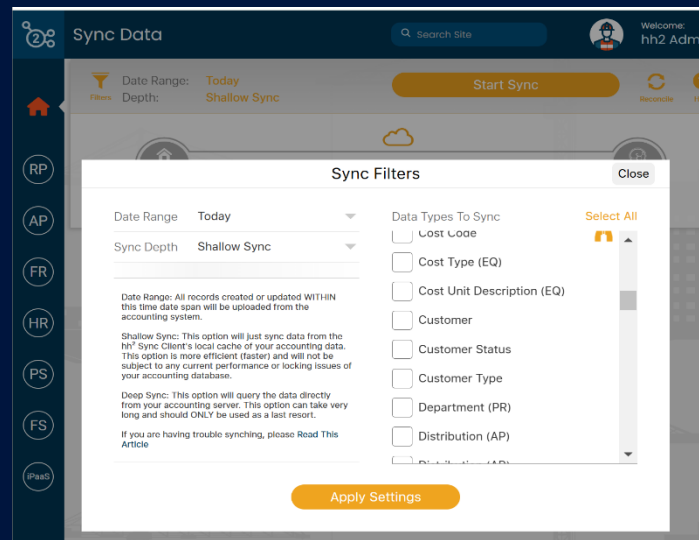 Sync Data
Search Site
Welcome:
hh2 Adm
Filters
Date Range: Today
Depth: Shallow Sync
Start Sync
Reconcile
RP
AP
FR
HR
PS
FS
iPaaS
Sync Filters
Close
Date Range Today
Sync Depth Shallow Sync
Date Range: All records created or updated WITHIN
this time date span will be uploaded from the
accounting system.
Shallow Sync: This option will just sync data from the
hh² Sync Client's local cache of your accounting data.
This option is more efficient (faster) and will not be
subject to any current performance or locking issues of
your accounting database.
Deep Sync: This option will query the data directly
from your accounting server. This option can take very
long and should ONLY be used as a last resort.
If you are having trouble synching, please Read This
Article
Data Types To Sync
Select All
Cost Code
Cost Type (EQ)
Cost Unit Description (EQ)
Customer
Customer Status
Customer Type
Department (PR)
Distribution (AP)
Apply Settings